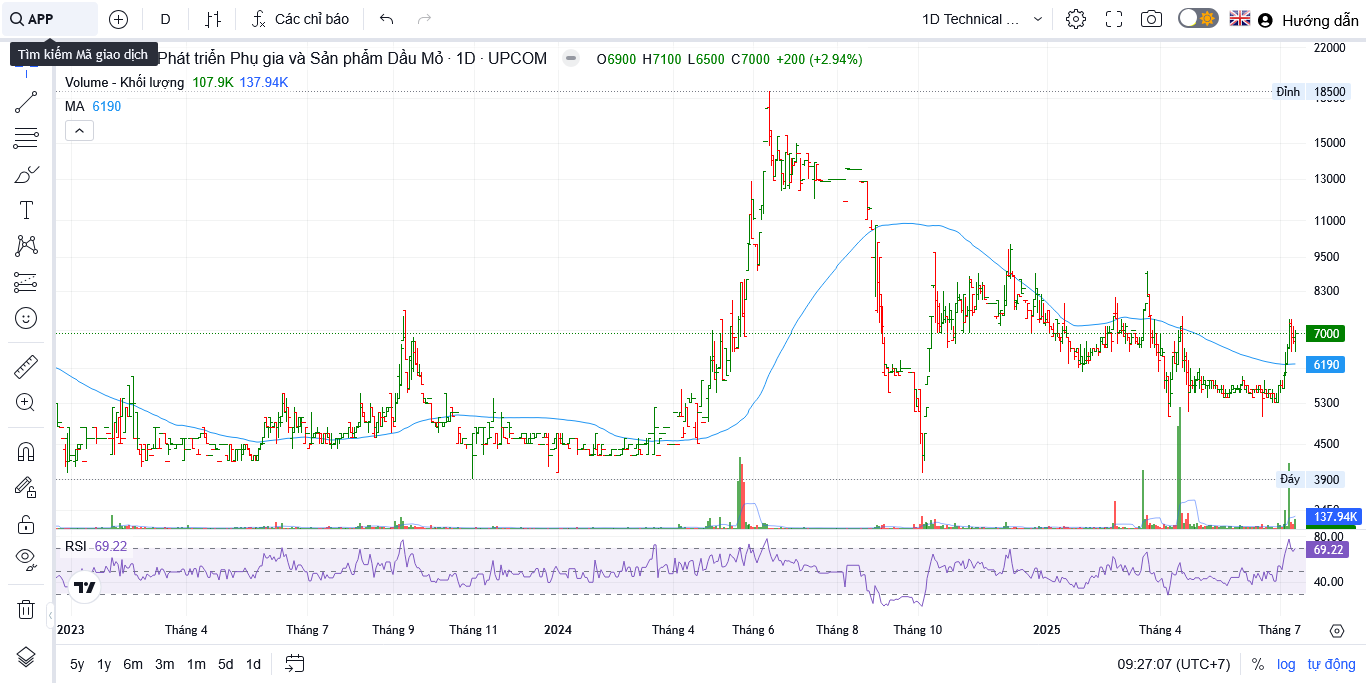 APP
D
Các chỉ báo
1D Technical ...
Hướng dẫn
Tìm kiếm Mã giao dịch
Phát triển Phụ gia và Sản phẩm Dầu Mỏ · 1D · UPCOM
O6900 H7100 L6500 C7000 +200 (+2.94%)
Volume - Khối lượng 107.9K 137.94K
MA 6190
22000
Đỉnh 18500
15000
13000
11000
9500
8300
7000
6190
5300
4500
Đáy 3900
137.94K
RSI 69.22
80.00
69.22
40.00
2023 Tháng 4 Tháng 7 Tháng 9 Tháng 11 2024 Tháng 4 Tháng 6 Tháng 8 Tháng 10 2025 Tháng 4 Tháng 7
5y 1y 6m 3m 1m 5d 1d
09:27:07 (UTC+7) % log tự động